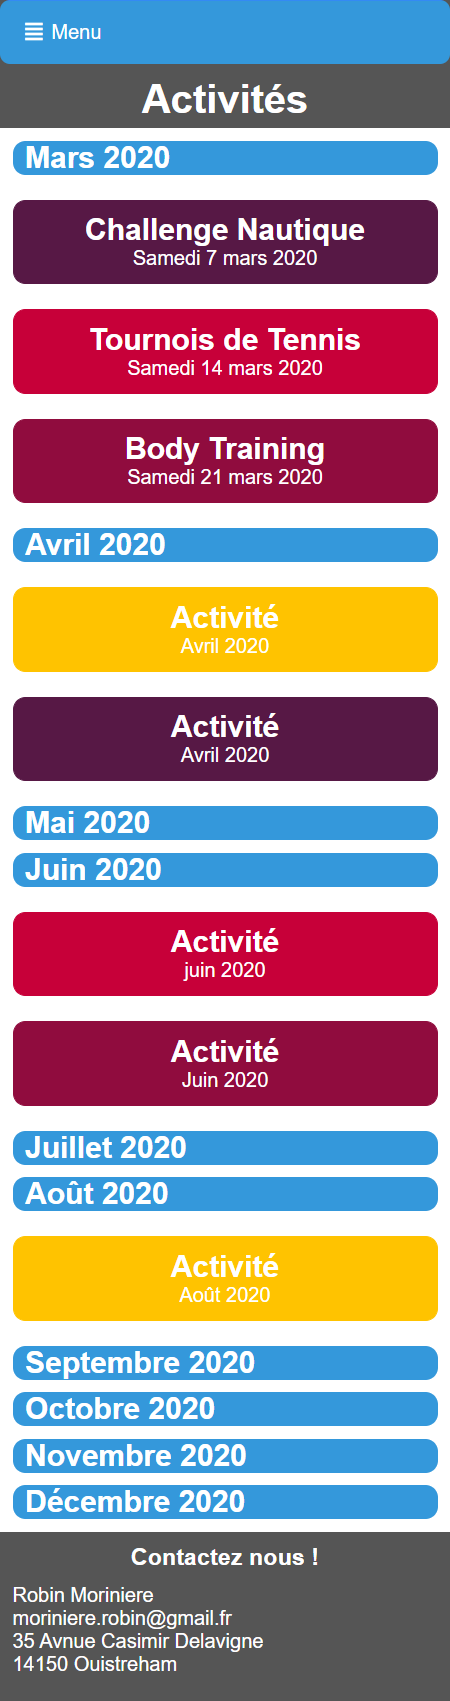 Menu
Activités
Mars 2020
Challenge Nautique
Samedi 7 mars 2020
Tournois de Tennis
Samedi 14 mars 2020
Body Training
Samedi 21 mars 2020
Avril 2020
Activité
Avril 2020
Activité
Avril 2020
Mai 2020
Juin 2020
Activité
juin 2020
Activité
Juin 2020
Juillet 2020
Août 2020
Activité
Août 2020
Septembre 2020
Octobre 2020
Novembre 2020
Décembre 2020
Contactez nous !
Robin Moriniere
moriniere.robin@gmail.fr
35 Avnue Casimir Delavigne
14150 Ouistreham